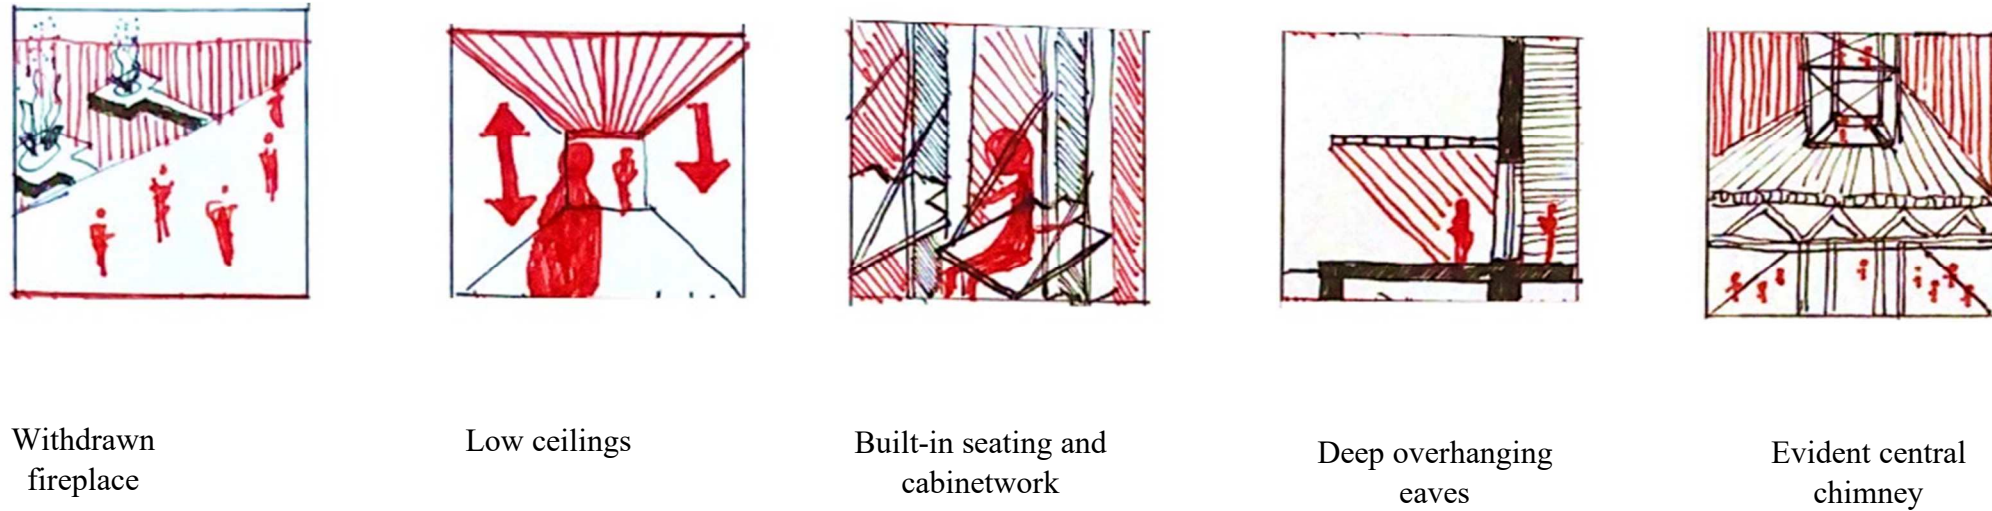 Withdrawn
fireplace
Low ceilings
Built-in seating and
cabinetwork
Deep overhanging
eaves
Evident central
chimney